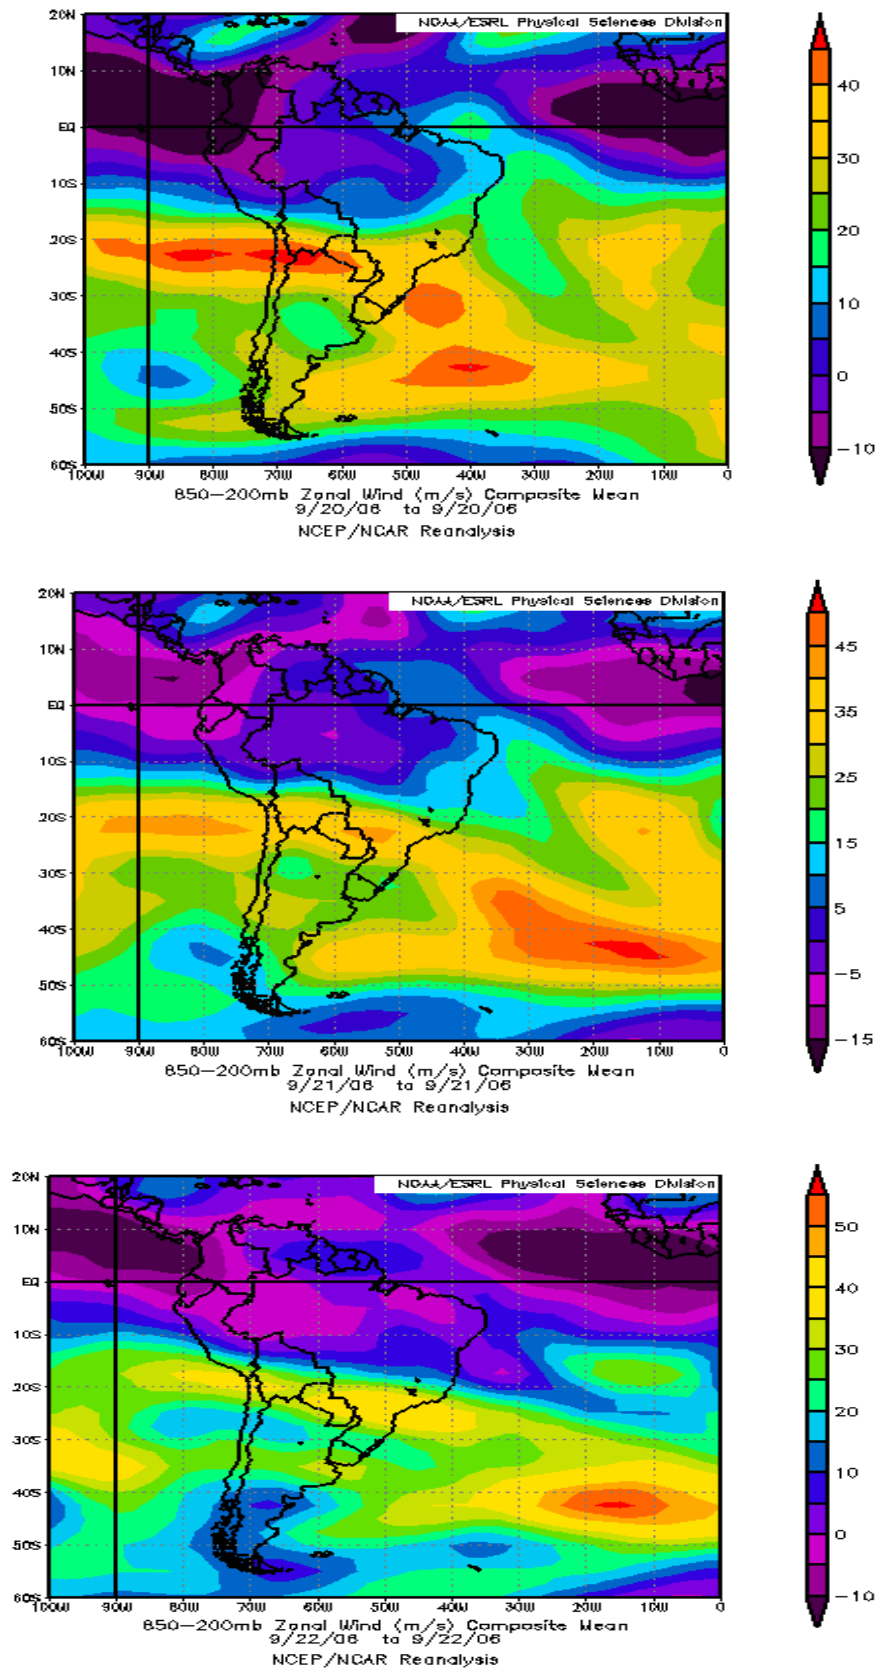 NOAA/ESRL Physical Sciences Division
20N
10N
EQ
10S
20S
30S
40S
50S
60S
100W 90W 80W 70W 60W 50W 40W 30W 20W 10W 0
40
30
20
10
0
-10
850-200mb Zonal Wind (m/s) Composite Mean
9/20/06 to 9/20/06
NCEP/NCAR Reanalysis
NOAA/ESRL Physical Sciences Division
20N
10N
EQ
10S
20S
30S
40S
50S
60S
100W 90W 80W 70W 60W 50W 40W 30W 20W 10W 0
45
35
25
15
5
-5
-15
850-200mb Zonal Wind (m/s) Composite Mean
9/21/06 to 9/21/06
NCEP/NCAR Reanalysis
NOAA/ESRL Physical Sciences Division
20N
10N
EQ
10S
20S
30S
40S
50S
60S
100W 90W 80W 70W 60W 50W 40W 30W 20W 10W 0
50
40
30
20
10
0
-10
850-200mb Zonal Wind (m/s) Composite Mean
9/22/06 to 9/22/06
NCEP/NCAR Reanalysis